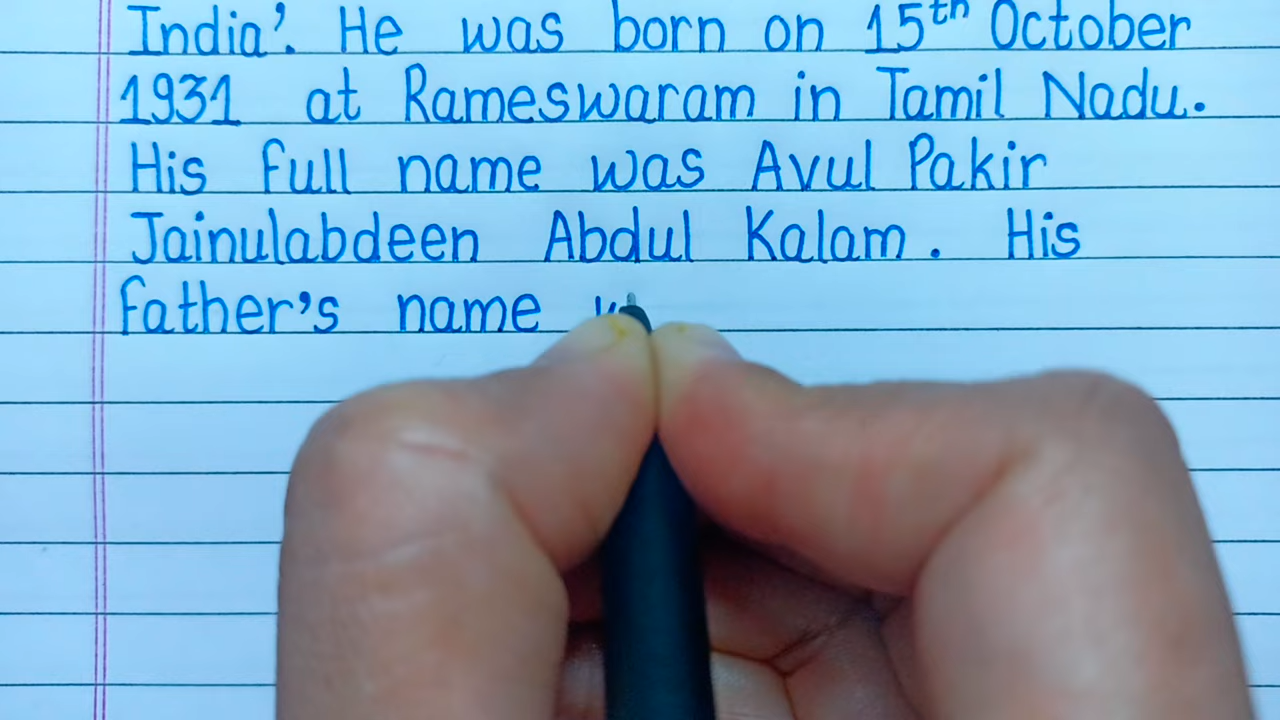 India'. He was born on 15th October
1931 at Rameswaram in Tamil Nadu.
His full name was Avul Pakir
Jainulabdeen Abdul Kalam. His
father's name